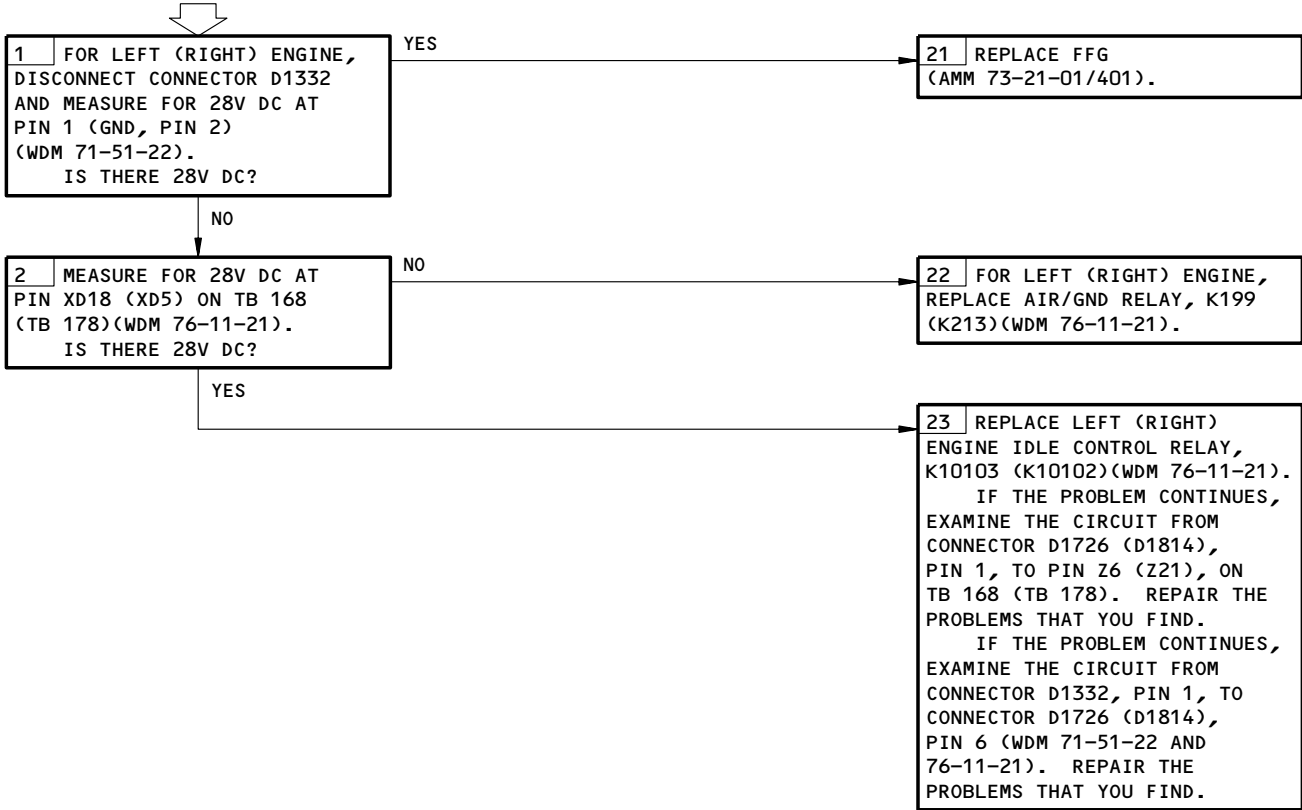 1 FOR LEFT (RIGHT) ENGINE,
DISCONNECT CONNECTOR D1332
AND MEASURE FOR 28V DC AT
PIN 1 (GND, PIN 2)
(WDM 71-51-22).
IS THERE 28V DC?
YES
21 REPLACE FFG
(AMM 73-21-01/401).
NO
2 MEASURE FOR 28V DC AT
PIN XD18 (XD5) ON TB 168
(TB 178)(WDM 76-11-21).
IS THERE 28V DC?
NO
22 FOR LEFT (RIGHT) ENGINE,
REPLACE AIR/GND RELAY, K199
(K213)(WDM 76-11-21).
YES
23 REPLACE LEFT (RIGHT)
ENGINE IDLE CONTROL RELAY,
K10103 (K10102)(WDM 76-11-21).
IF THE PROBLEM CONTINUES,
EXAMINE THE CIRCUIT FROM
CONNECTOR D1726 (D1814),
PIN 1, TO PIN Z6 (Z21), ON
TB 168 (TB 178). REPAIR THE
PROBLEMS THAT YOU FIND.
IF THE PROBLEM CONTINUES,
EXAMINE THE CIRCUIT FROM
CONNECTOR D1332, PIN 1, TO
CONNECTOR D1726 (D1814),
PIN 6 (WDM 71-51-22 AND
76-11-21). REPAIR THE
PROBLEMS THAT YOU FIND.